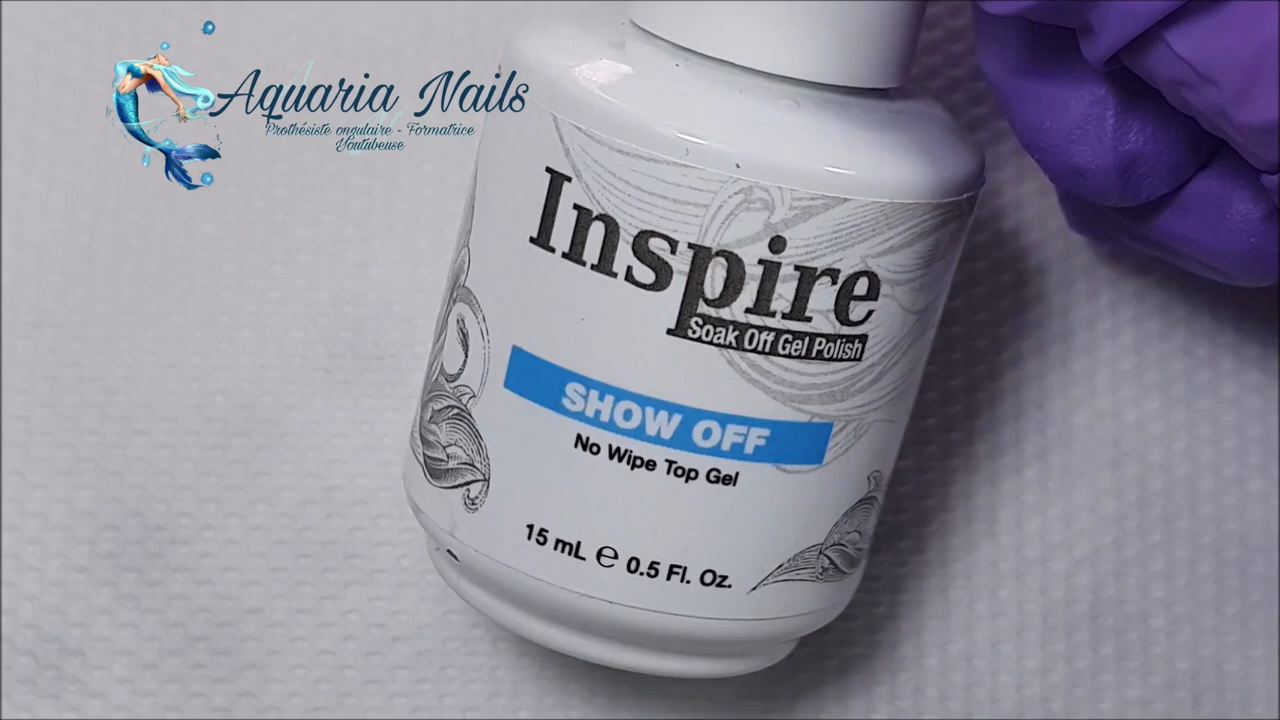 Aquaria Nails
Prothésiste ongulaire - Formatrice
Youtubeuse
Inspire
Soak Off Gel Polish
SHOW OFF
No Wipe Top Gel
15 mL ℮ 0.5 Fl. Oz.